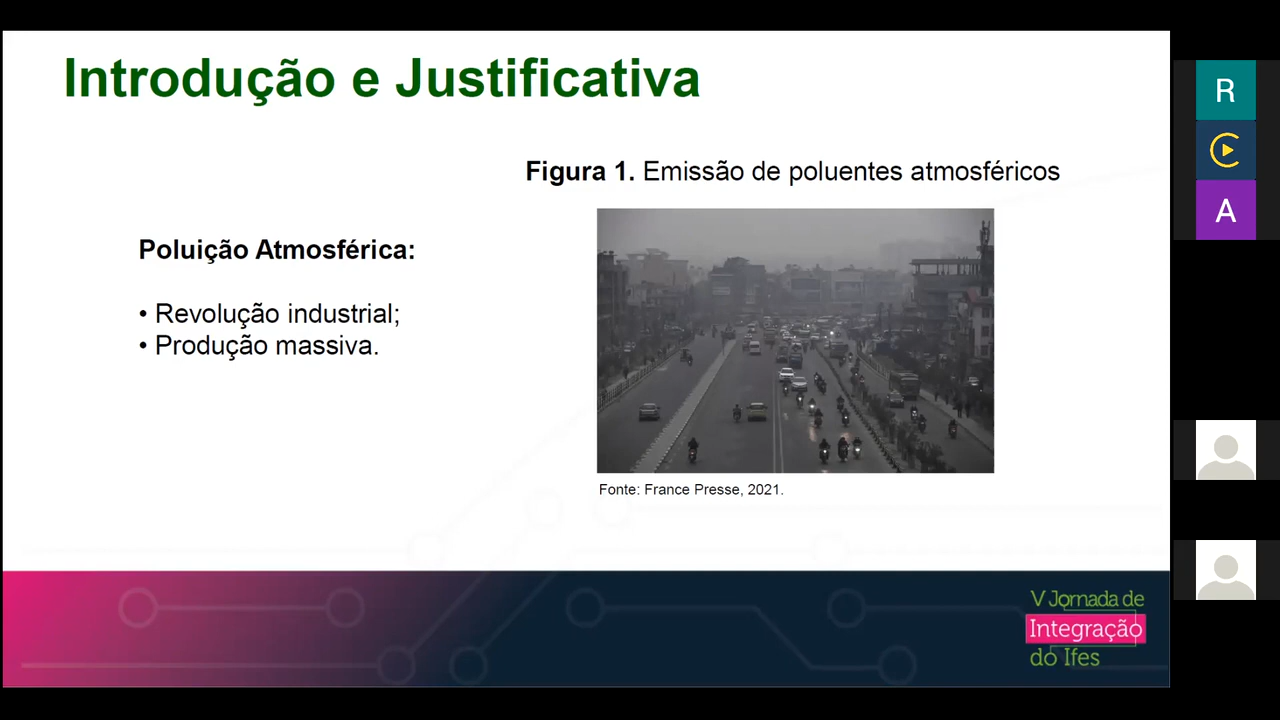 Introdução e Justificativa
Figura 1. Emissão de poluentes atmosféricos
Poluição Atmosférica:
• Revolução industrial;
• Produção massiva.
Fonte: France Presse, 2021.
V Jornada de
Integração
do Ifes
R
A